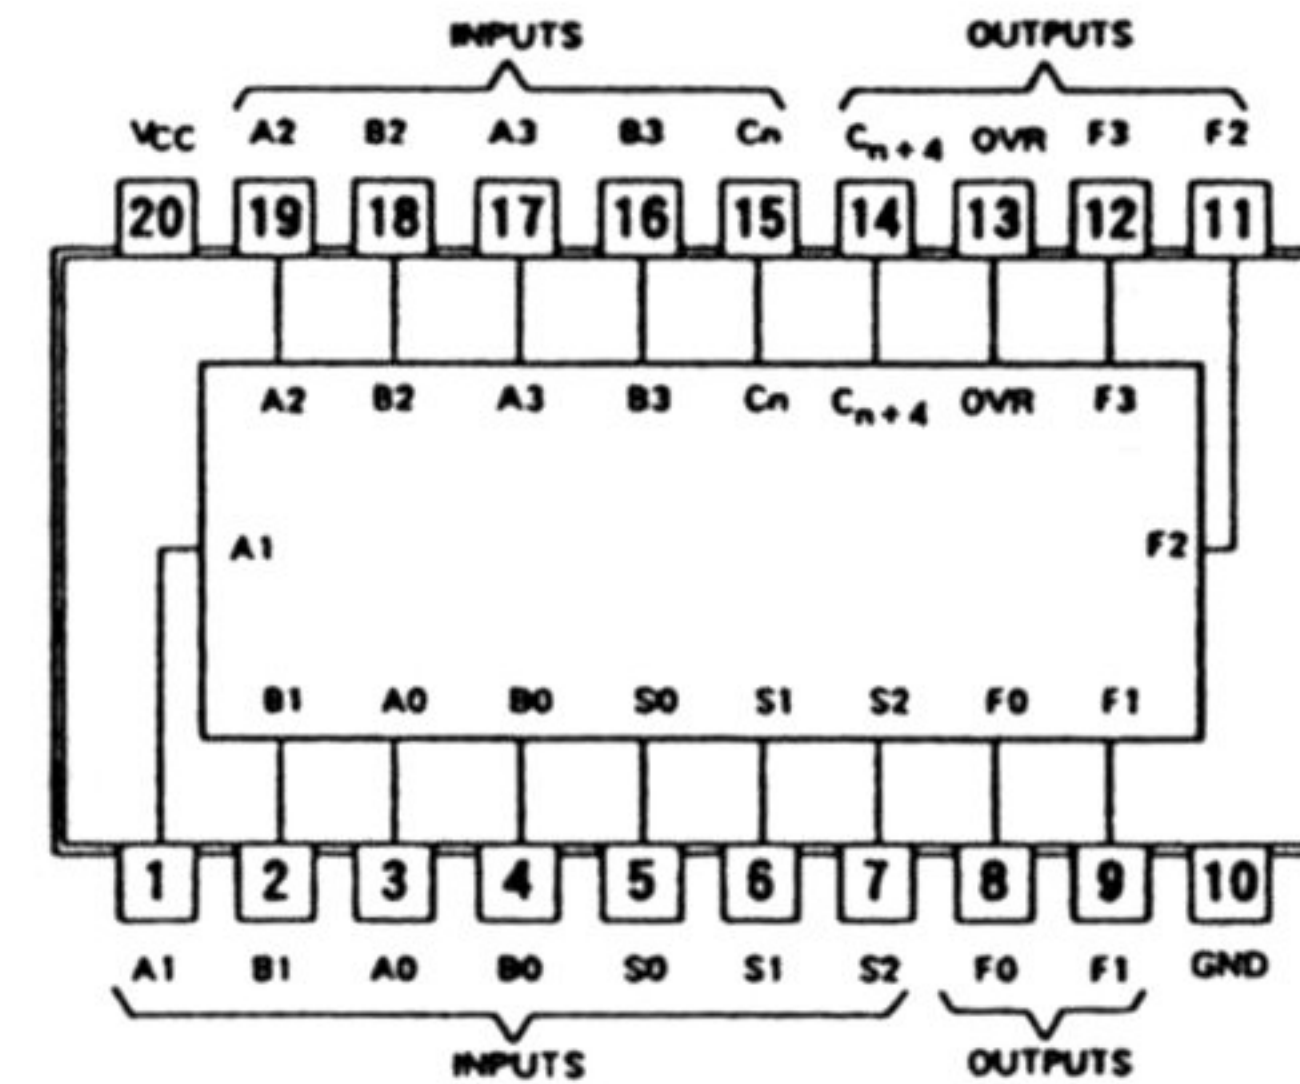 INPUTS OUTPUTS
VCC A2 B2 A3 B3 Cn Cn+4 OVR F3 F2
20 19 18 17 16 15 14 13 12 11
A2 B2 A3 B3 Cn Cn+4 OVR F3
A1 F2
B1 A0 B0 S0 S1 S2 F0 F1
1 2 3 4 5 6 7 8 9 10
A1 B1 A0 B0 S0 S1 S2 F0 F1 GND
INPUTS OUTPUTS